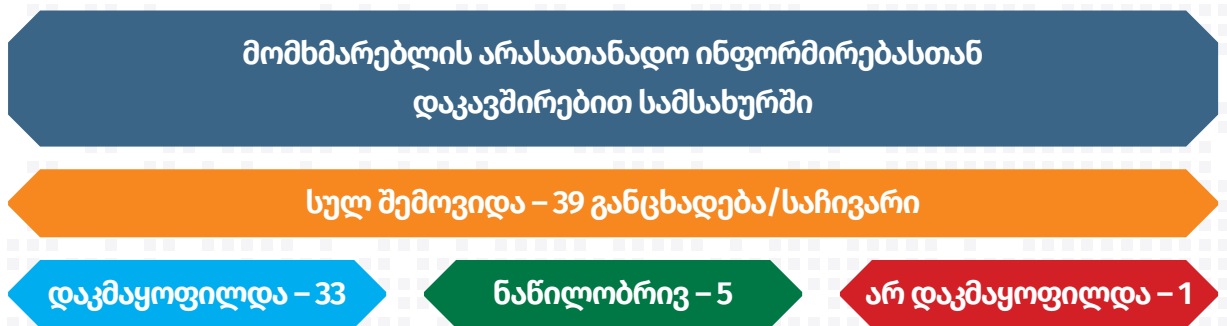 მომხმარებლის არასათანადო ინფორმირებასთან
დაკავშირებით სამსახურში
სულ შემოვიდა – 39 განცხადება/საჩივარი
დაკმაყოფილდა – 33
ნაწილობრივ – 5
არ დაკმაყოფილდა – 1